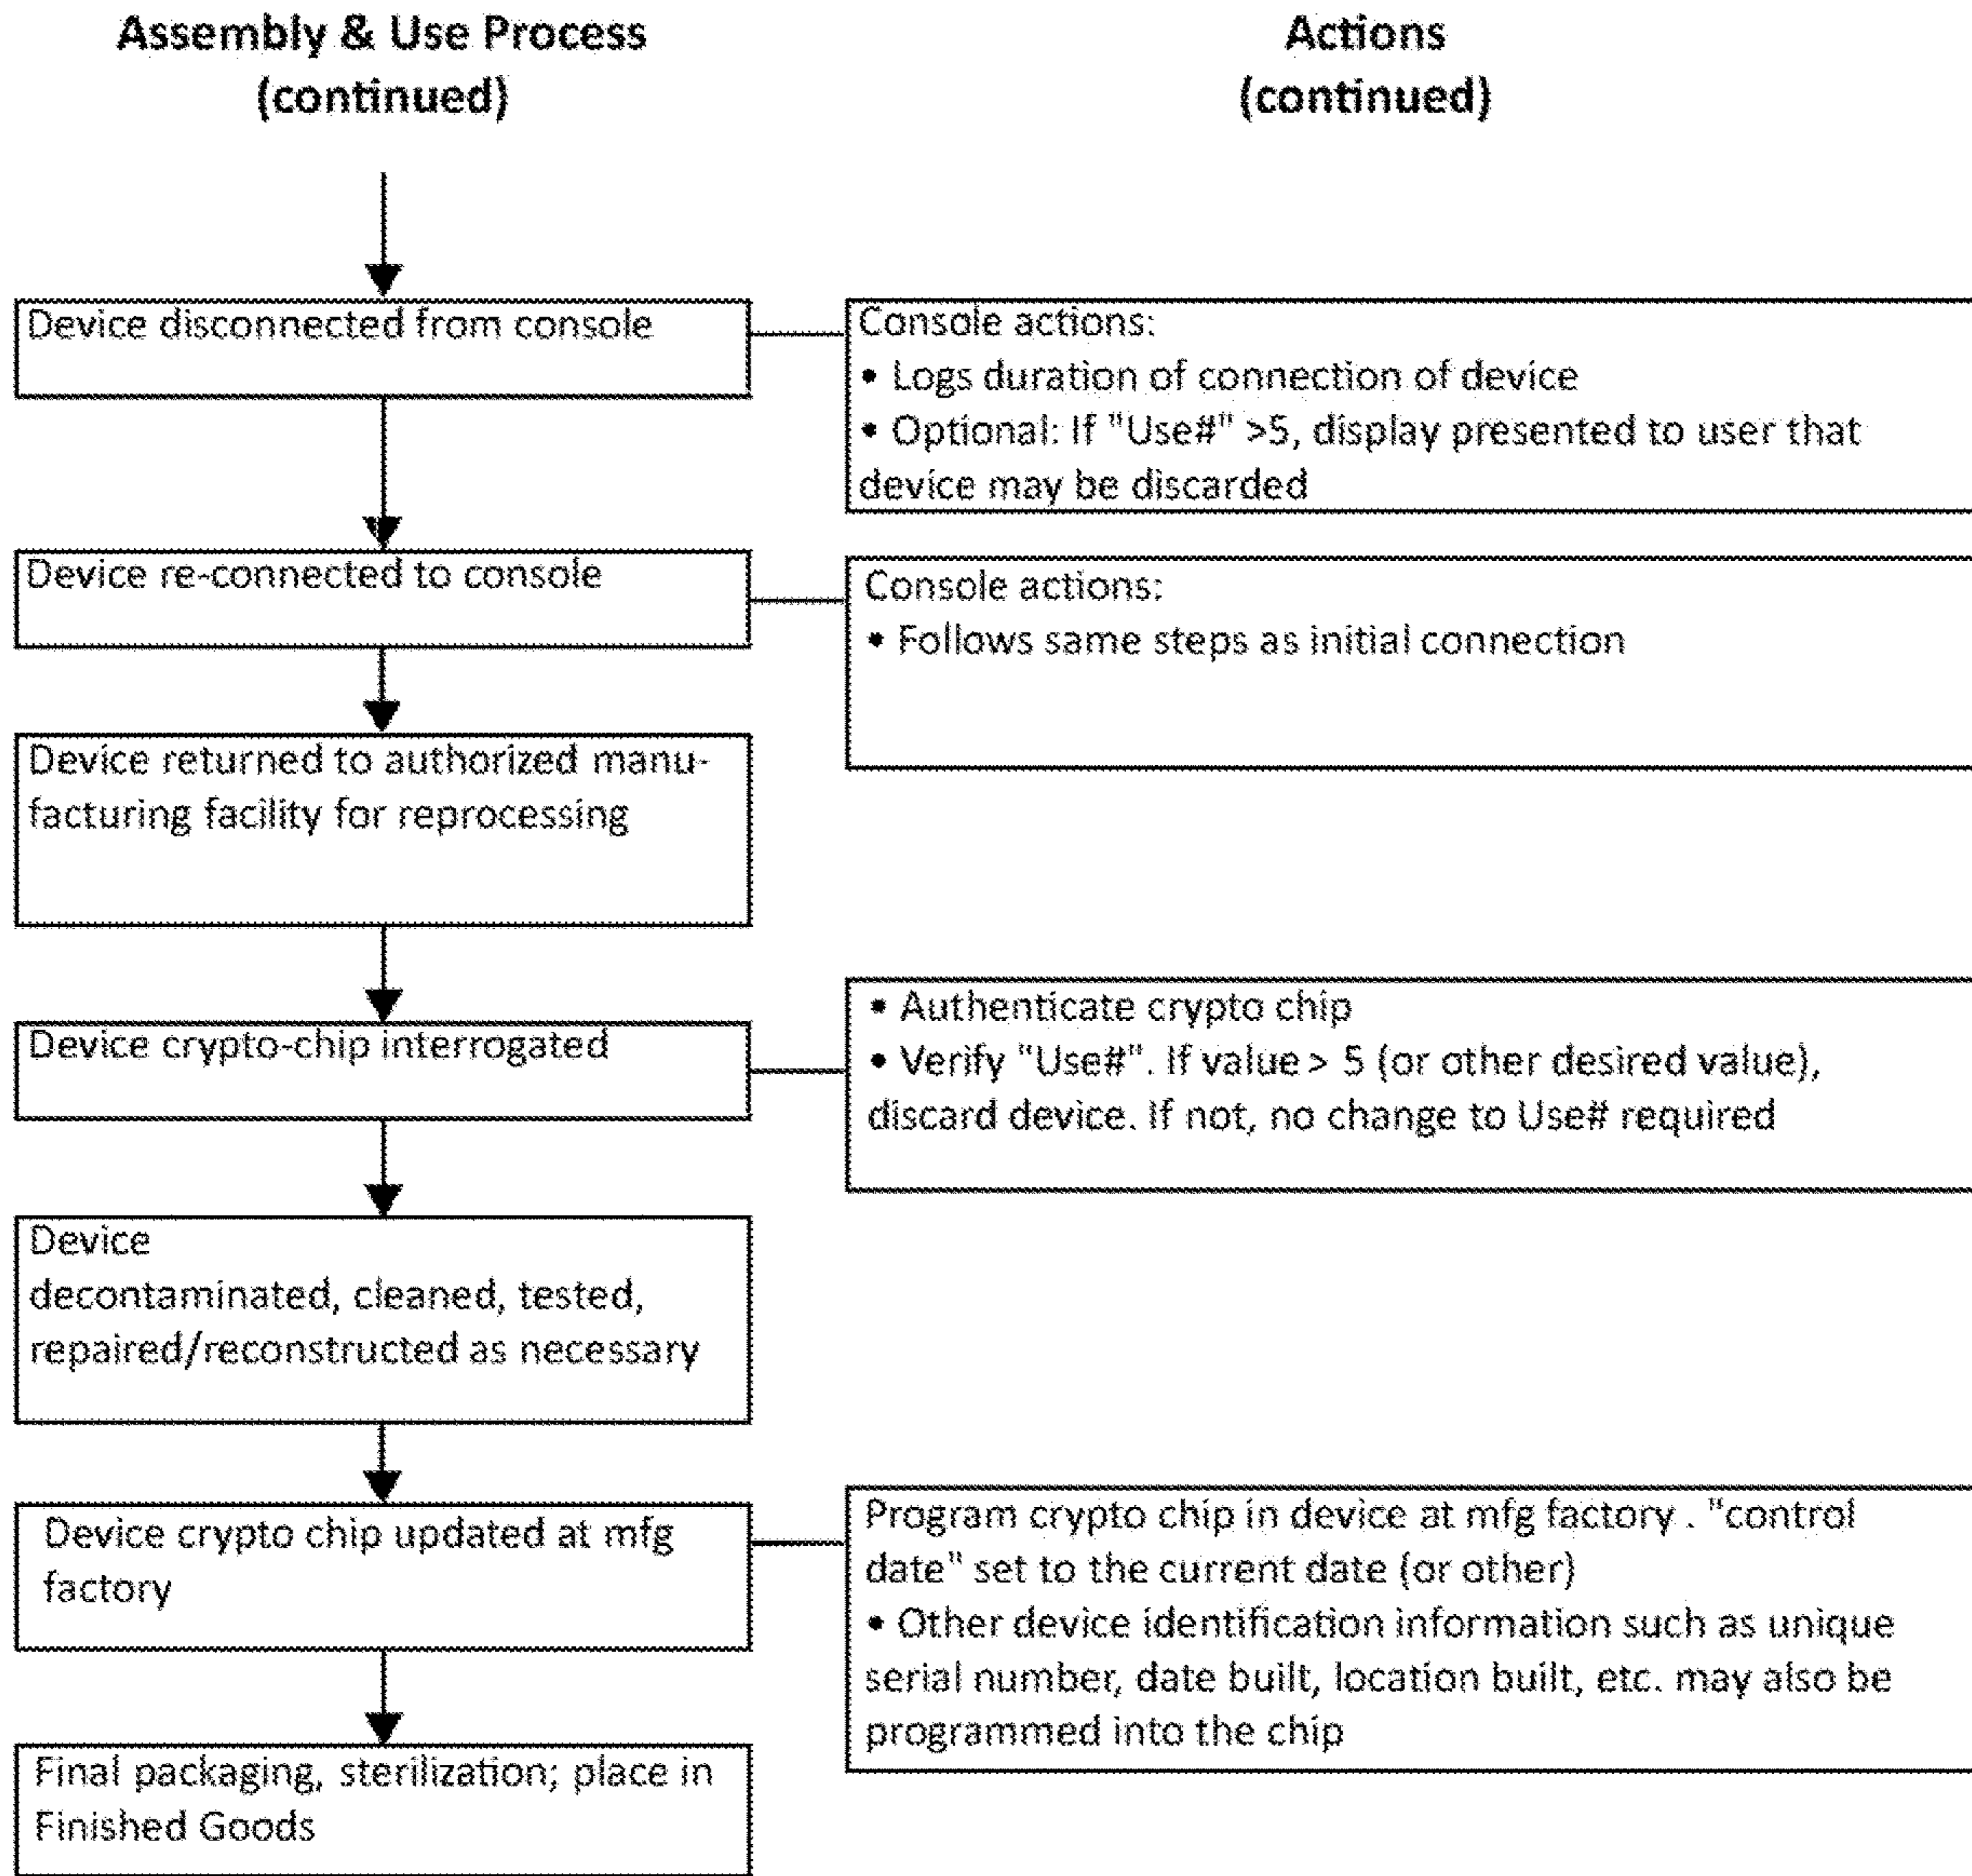 Assembly & Use Process
(continued)
Actions
(continued)
Device disconnected from console
Console actions:
• Logs duration of connection of device
• Optional: If "Use#" >5, display presented to user that
device may be discarded
Device re-connected to console
Console actions:
• Follows same steps as initial connection
Device returned to authorized manu-
facturing facility for reprocessing
Device crypto-chip interrogated
• Authenticate crypto chip
• Verify "Use#". If value > 5 (or other desired value),
discard device. If not, no change to Use# required
Device
decontaminated, cleaned, tested,
repaired/reconstructed as necessary
Device crypto chip updated at mfg
factory
Program crypto chip in device at mfg factory . "control
date" set to the current date (or other)
• Other device identification information such as unique
serial number, date built, location built, etc. may also be
programmed into the chip
Final packaging, sterilization; place in
Finished Goods